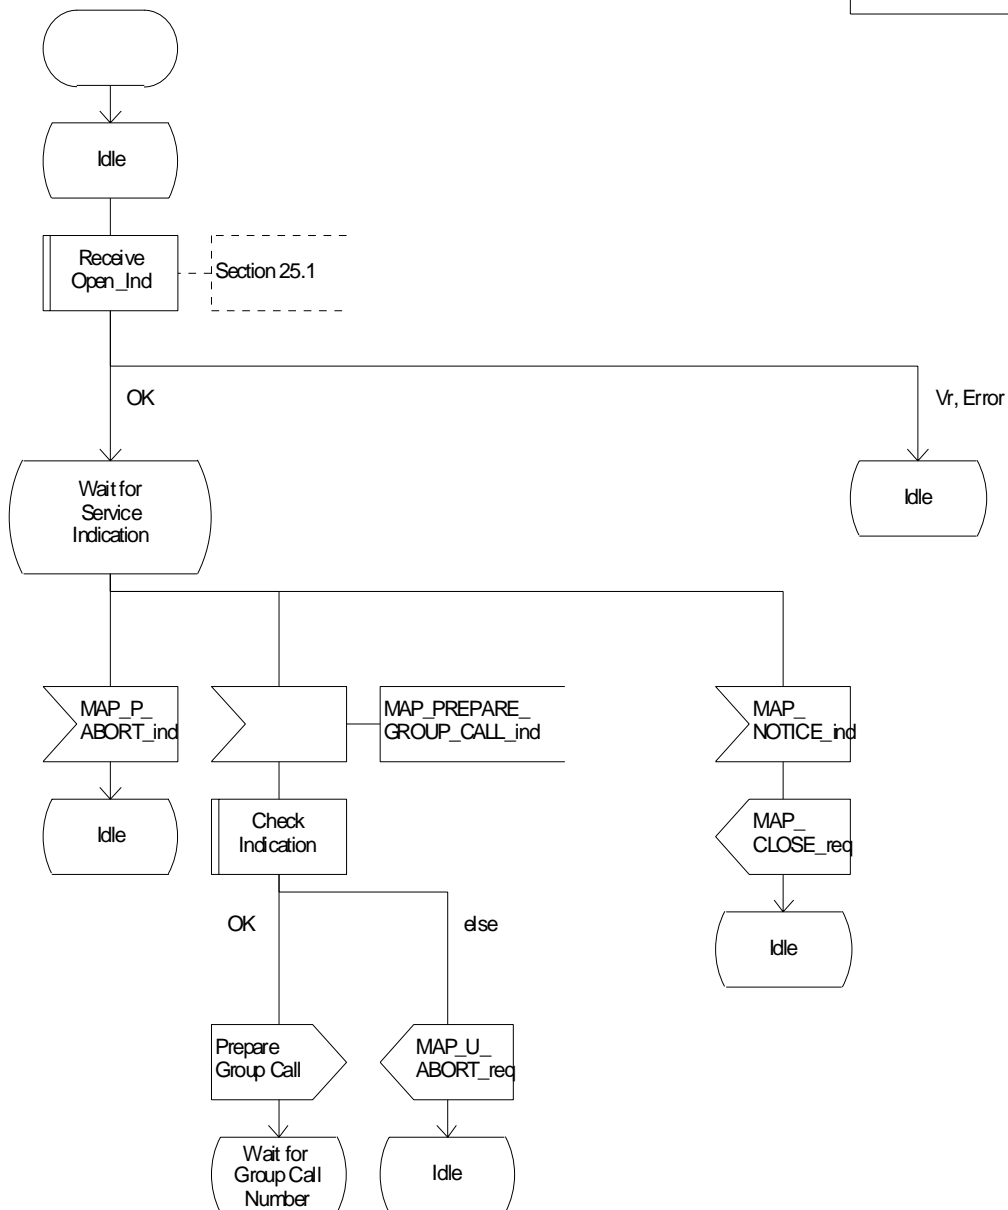 Idle
Receive
Open_Ind
Section 25.1
OK
Vr, Error
Wait for
Service
Indication
Idle
MAP_P_
ABORT_ind
MAP_PREPARE_
GROUP_CALL_ind
MAP_
NOTICE_ind
Idle
Check
Indication
MAP_
CLOSE_req
OK
else
Idle
Prepare
Group Call
MAP_U_
ABORT_req
Wait for
Group Call
Number
Idle